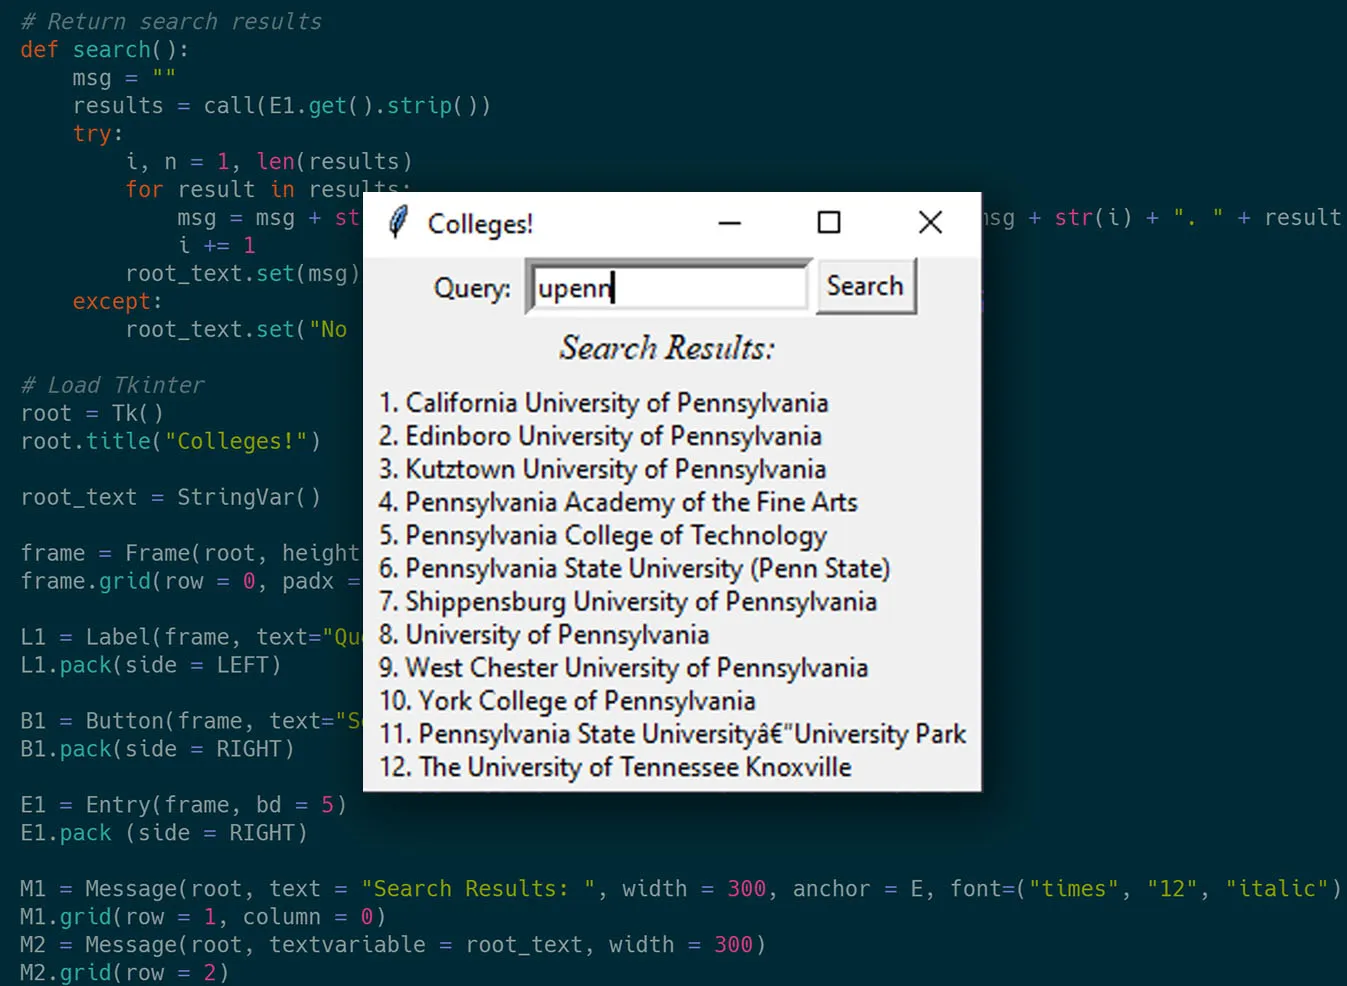 # Return search results
def search():
    msg = ""
    results = call(E1.get().strip())
    try:
        i, n = 1, len(results)
        for result in results:
            msg = msg + st msg + str(i) + ". " + result
            i += 1
        root_text.set(msg)
    except:
        root_text.set("No
# Load Tkinter
root = Tk()
root.title("Colleges!")
root_text = StringVar()
frame = Frame(root, height
frame.grid(row = 0, padx =
L1 = Label(frame, text="Qu
L1.pack(side = LEFT)
B1 = Button(frame, text="S
B1.pack(side = RIGHT)
E1 = Entry(frame, bd = 5)
E1.pack (side = RIGHT)
M1 = Message(root, text = "Search Results: ", width = 300, anchor = E, font=("times", "12", "italic")
M1.grid(row = 1, column = 0)
M2 = Message(root, textvariable = root_text, width = 300)
M2.grid(row = 2)
Colleges!
Query: upenn Search
Search Results:
1. California University of Pennsylvania
2. Edinboro University of Pennsylvania
3. Kutztown University of Pennsylvania
4. Pennsylvania Academy of the Fine Arts
5. Pennsylvania College of Technology
6. Pennsylvania State University (Penn State)
7. Shippensburg University of Pennsylvania
8. University of Pennsylvania
9. West Chester University of Pennsylvania
10. York College of Pennsylvania
11. Pennsylvania State Universityâ€“University Park
12. The University of Tennessee Knoxville